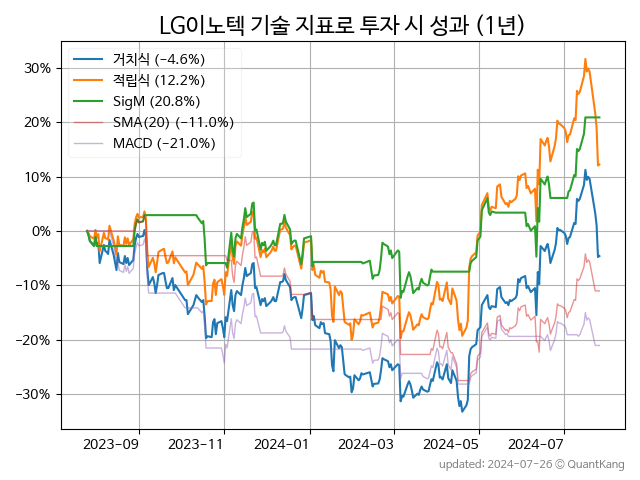 LG이노텍 기술 지표로 투자 시 성과 (1년)
거치식 (−4.6%)
적립식 (12.2%)
SigM (20.8%)
SMA(20) (−11.0%)
MACD (−21.0%)
30%
20%
10%
0%
−10%
−20%
−30%
2023-09
2023-11
2024-01
2024-03
2024-05
2024-07
updated: 2024-07-26 © QuantKang